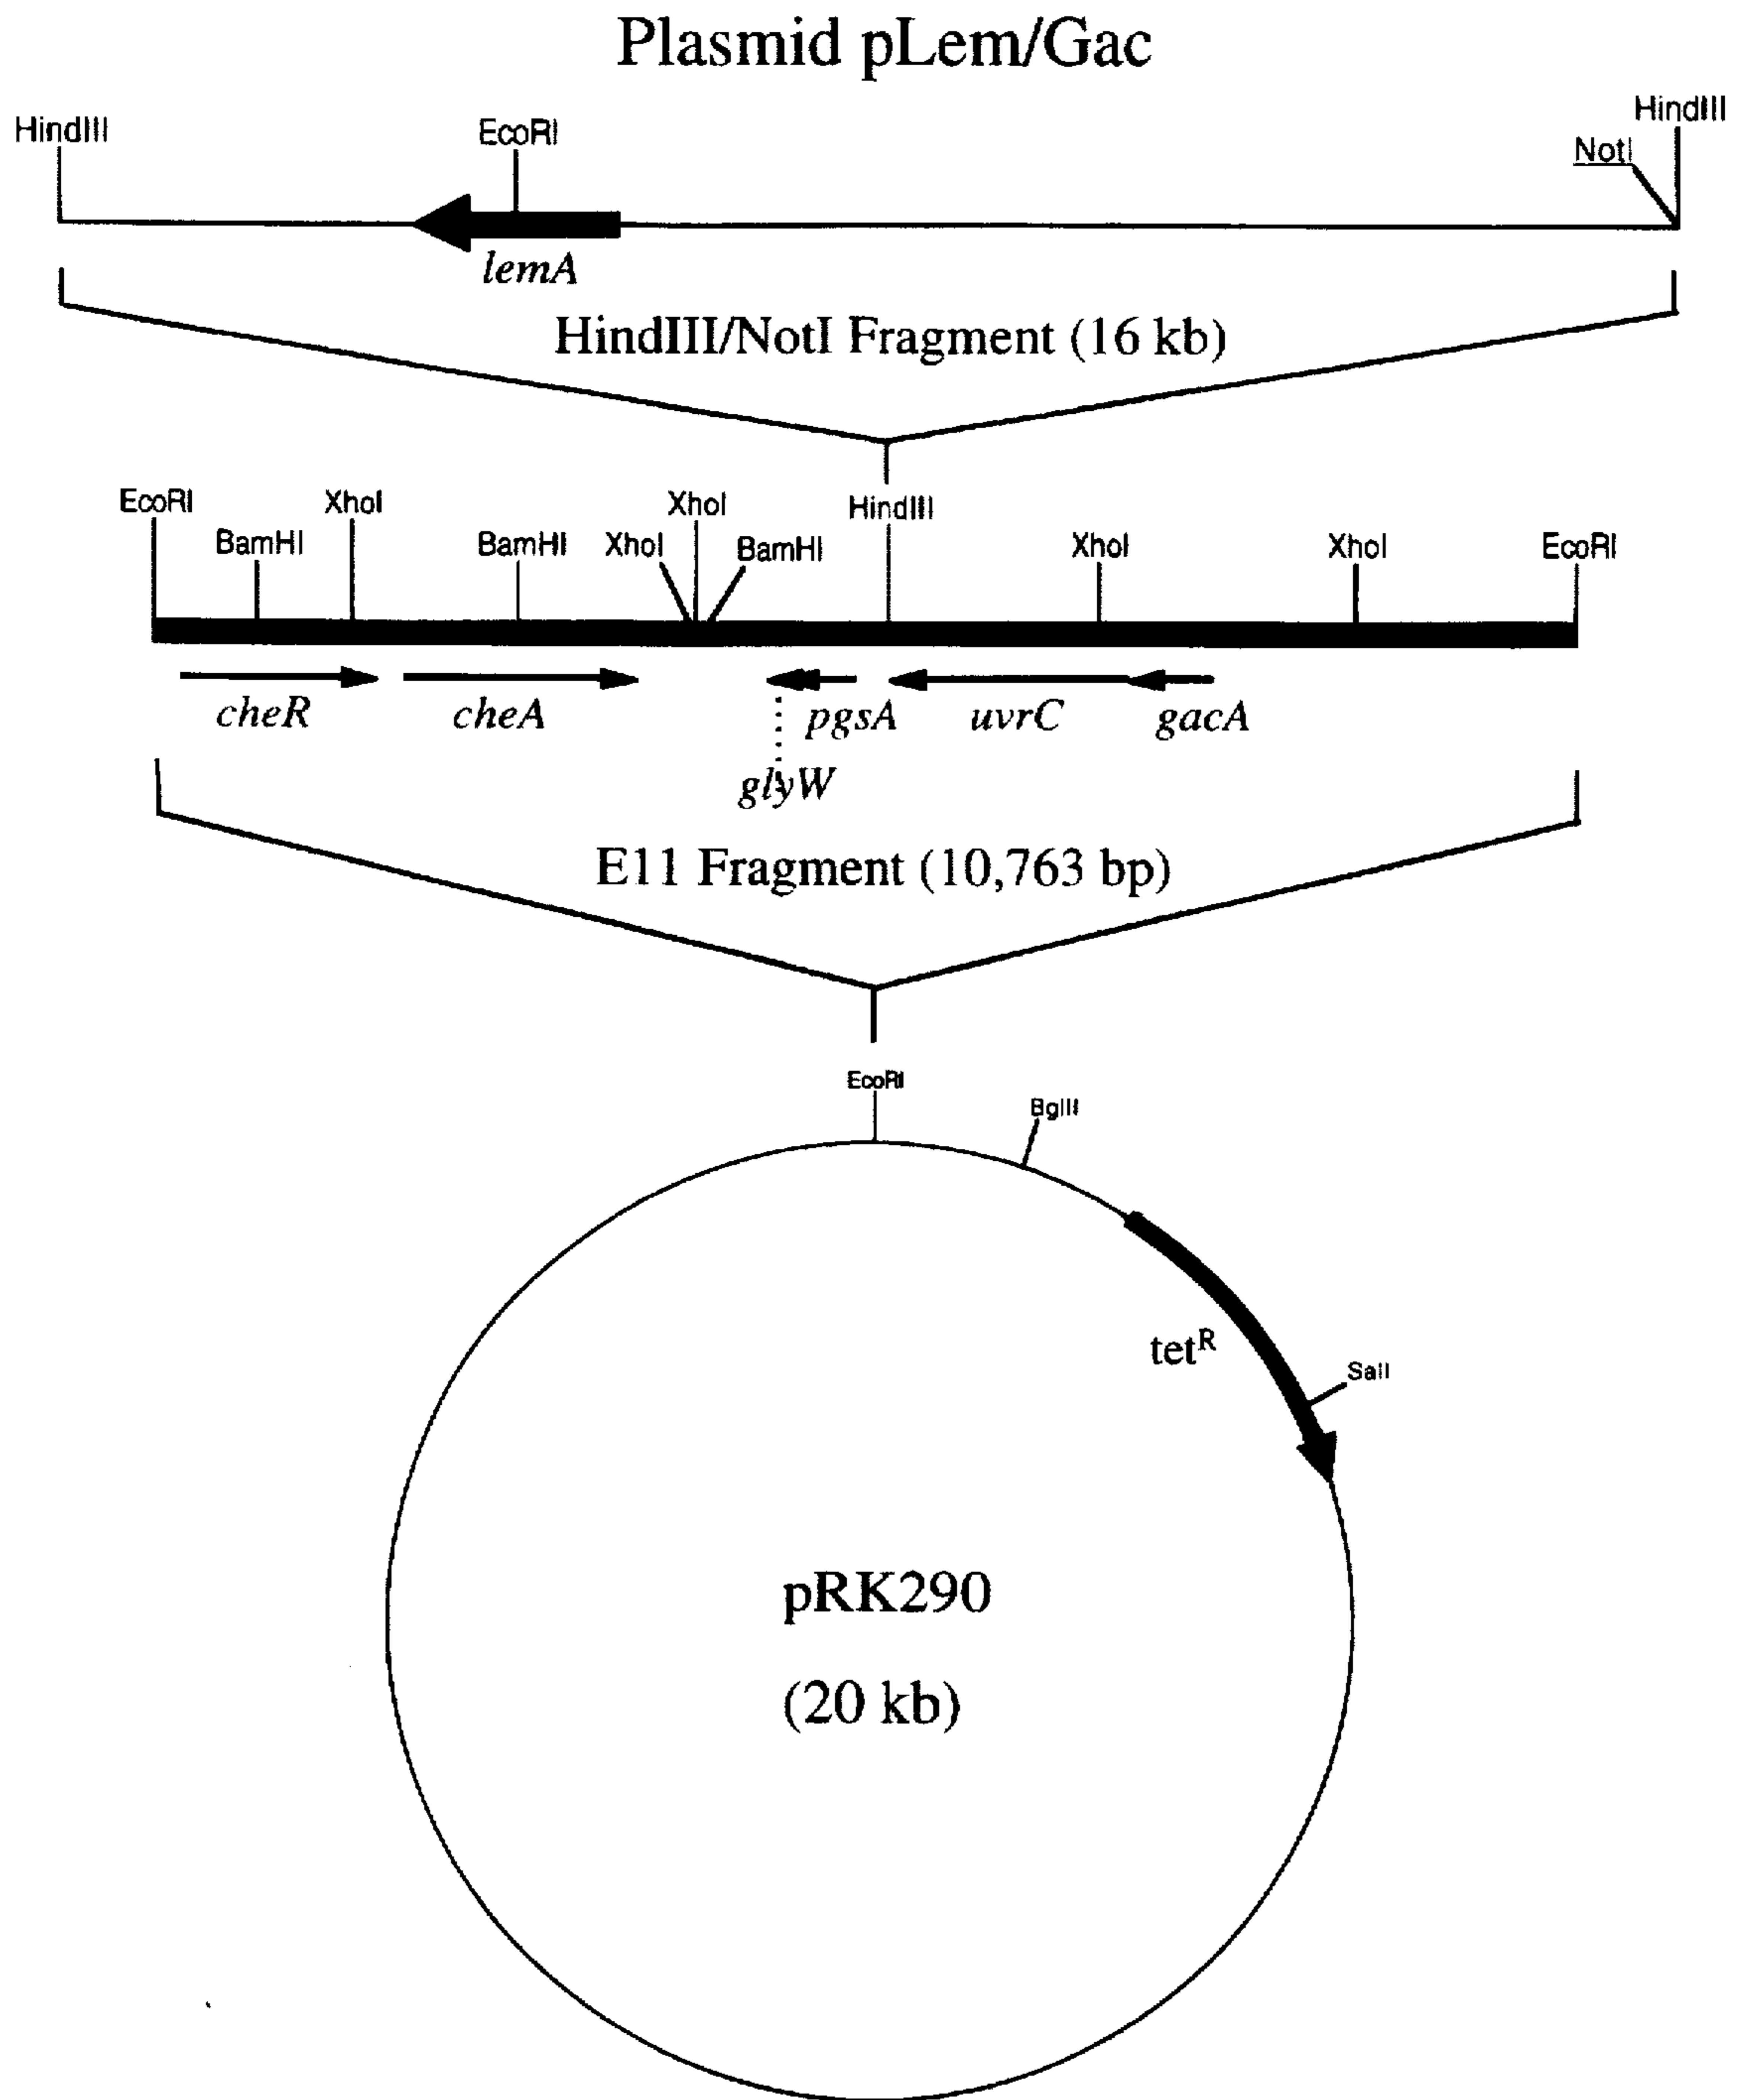 Plasmid pLem/Gac
HindIII EcoRI HindIII
NotI
lemA
HindIII/NotI Fragment (16 kb)
EcoRI XhoI XhoI HindIII
BamHI BamHI XhoI BamHI XhoI XhoI EcoRI
cheR cheA pgsA uvrC gacA
glyW
E11 Fragment (10,763 bp)
EcoRI
BglII
tetR
SalI
pRK290
(20 kb)